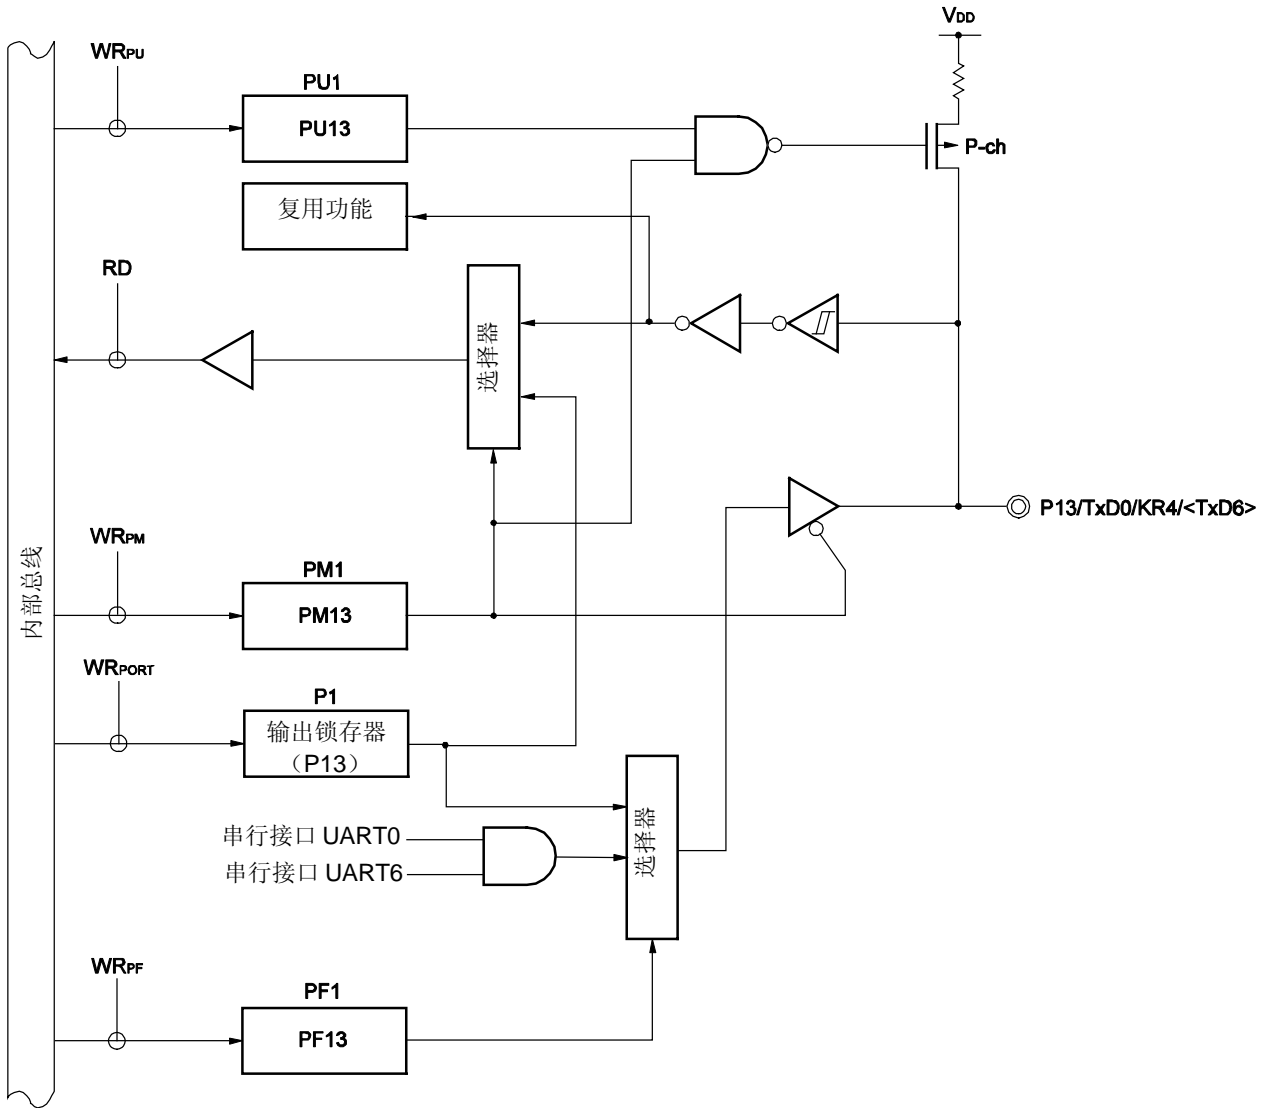 VDD
WRPU
PU1
PU13
P-ch
复用功能
RD
选择器
P13/TxD0/KR4/<TxD6>
WRPM
PM1
PM13
内部总线
WRPORT
P1
输出锁存器
（P13）
选择器
串行接口 UART0
串行接口 UART6
WRPF
PF1
PF13